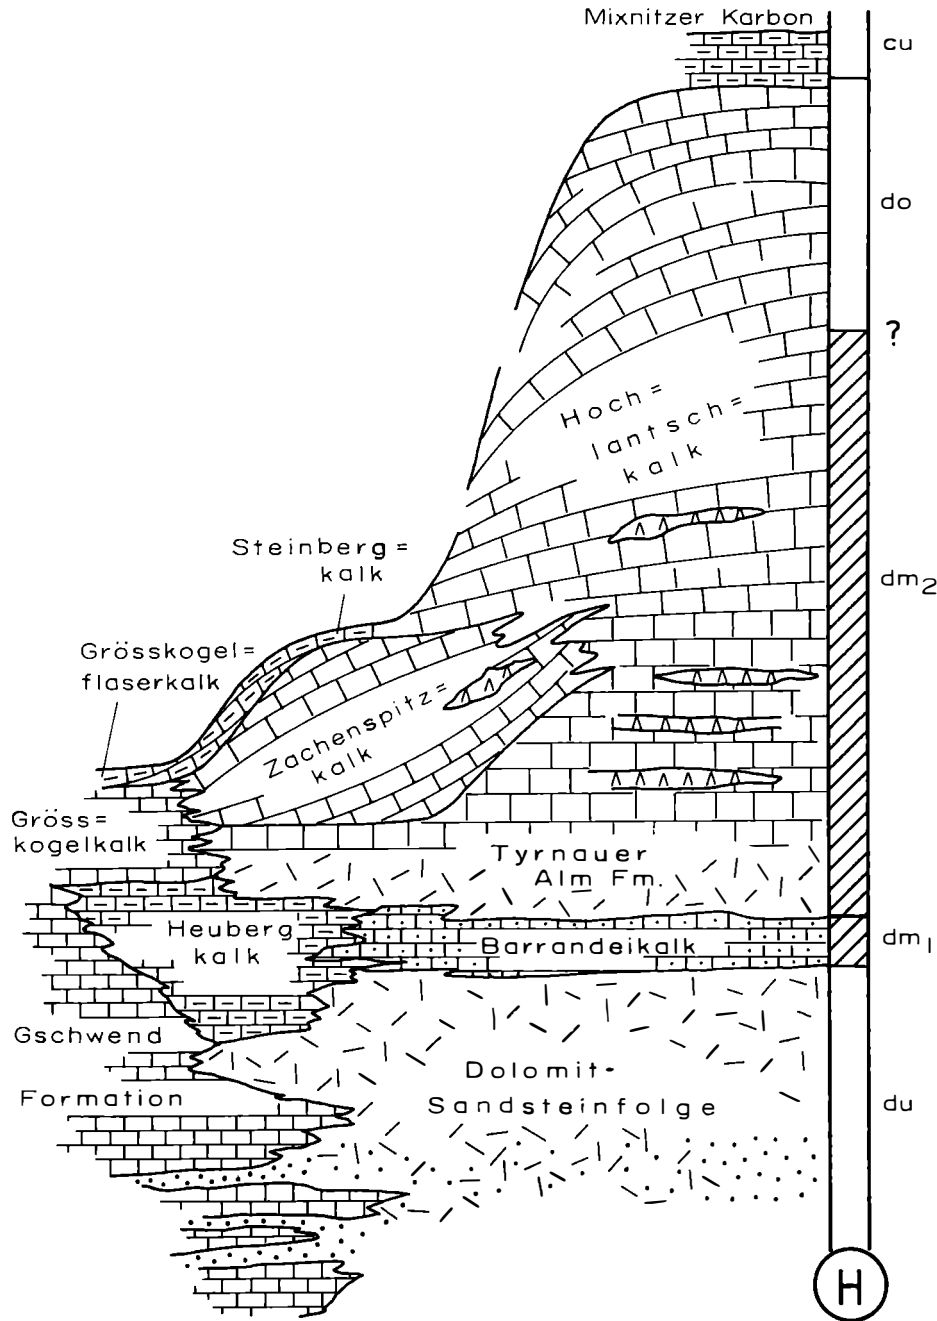 Mixnitzer Karbon
cu
do
?
Hoch=
lantsch=
kalk
Steinberg=
kalk
dm2
Grösskogel=
flaserkalk
Zachenspitz=
kalk
Gröss=
kogelkalk
Tyrnauer
Alm Fm.
Heuberg
kalk
Barrandeikalk
dm1
Gschwend
Formation
Dolomit-
Sandsteinfolge
du
H